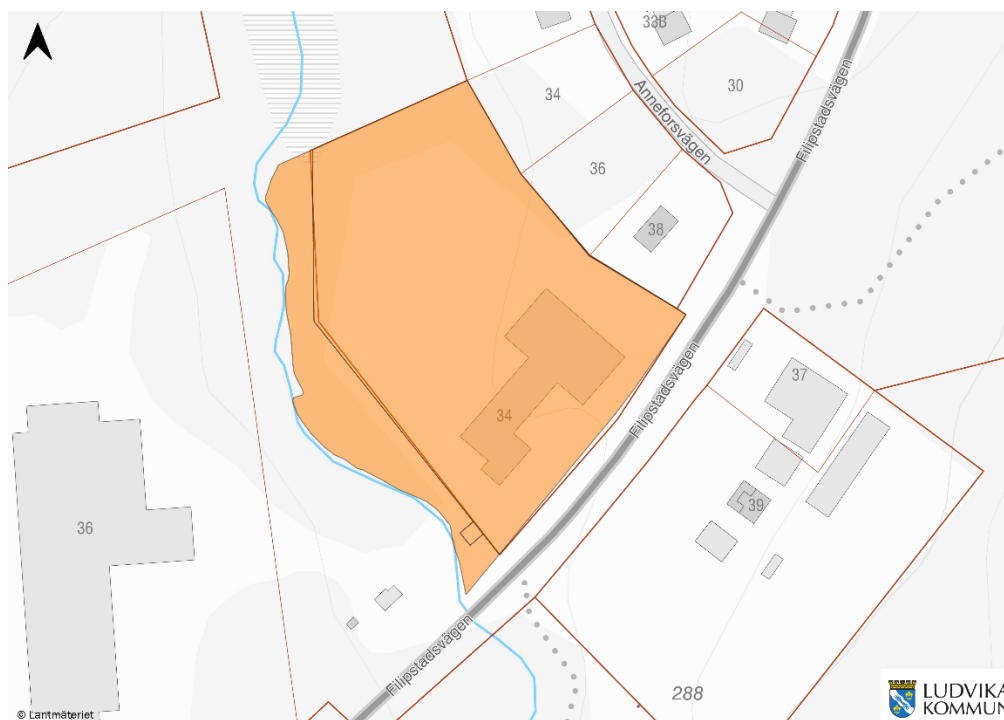 33B
34
30
Anneforsvägen
Filipstadsvägen
36
38
Filipstadsvägen
37
34
39
36
Filipstadsvägen
288
© Lantmäteriet
LUDVIKA
KOMMUN